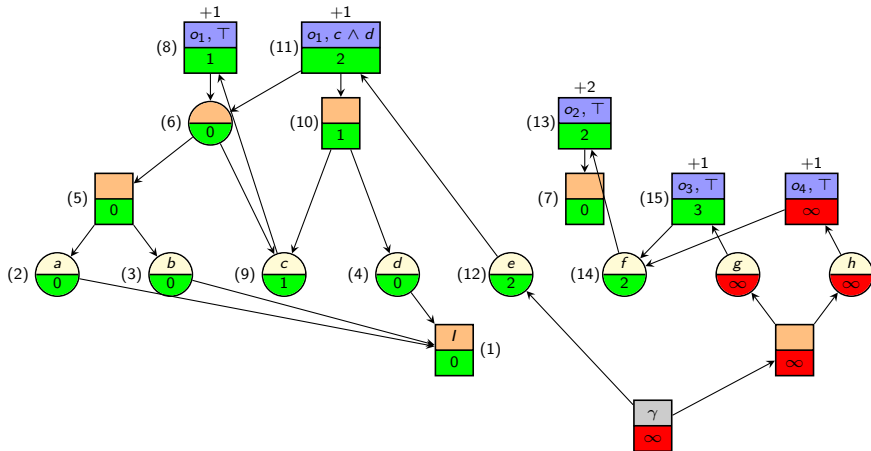 +1 +1
(8) o₁, ⊤ (11) o₁, c ∧ d
1 2
+2
(6) (10) (13) o₂, ⊤
0 1 2
+1 +1
(5) (7) (15) o₃, ⊤ o₄, ⊤
0 0 3 ∞
(2) a (3) b (9) c (4) d (12) e (14) f g h
0 0 1 0 2 2 ∞ ∞
I (1)
0 ∞
γ
∞